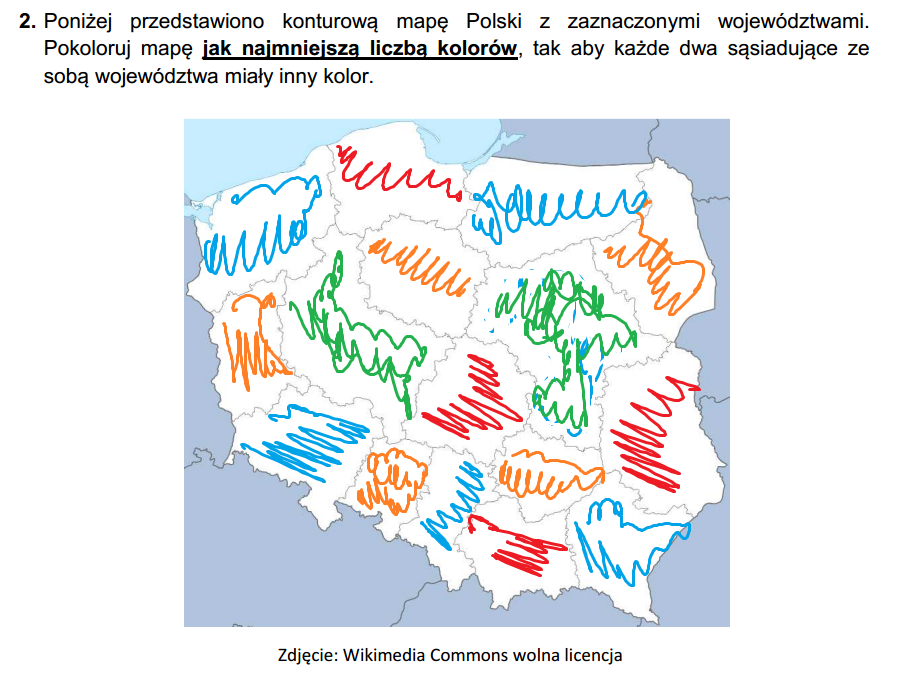 2. Poniżej przedstawiono konturową mapę Polski z zaznaczonymi województwami.
Pokoloruj mapę jak najmniejszą liczbą kolorów, tak aby każde dwa sąsiadujące ze
sobą województwa miały inny kolor.
Zdjęcie: Wikimedia Commons wolna licencja